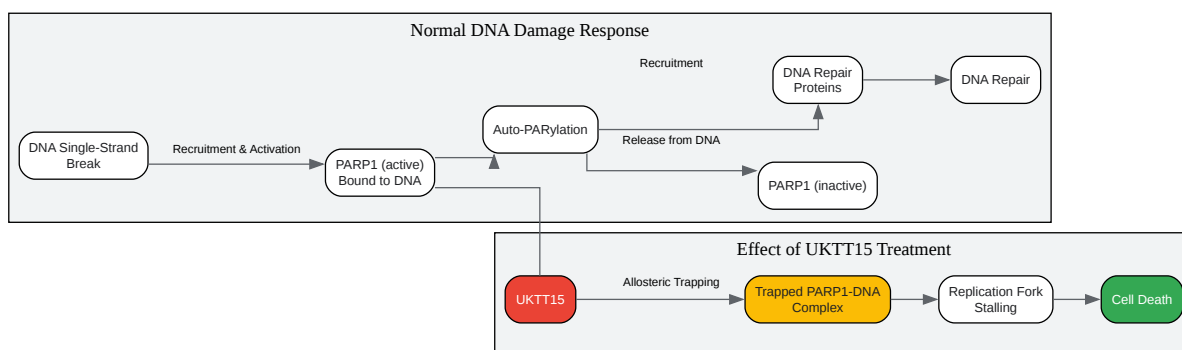 Normal DNA Damage Response
Recruitment
DNA Repair
Proteins
DNA Repair
Auto-PARylation
Release from DNA
DNA Single-Strand
Break
Recruitment & Activation
PARP1 (active)
Bound to DNA
PARP1 (inactive)
Effect of UKTT15 Treatment
UKTT15
Allosteric Trapping
Trapped PARP1-DNA
Complex
Replication Fork
Stalling
Cell Death